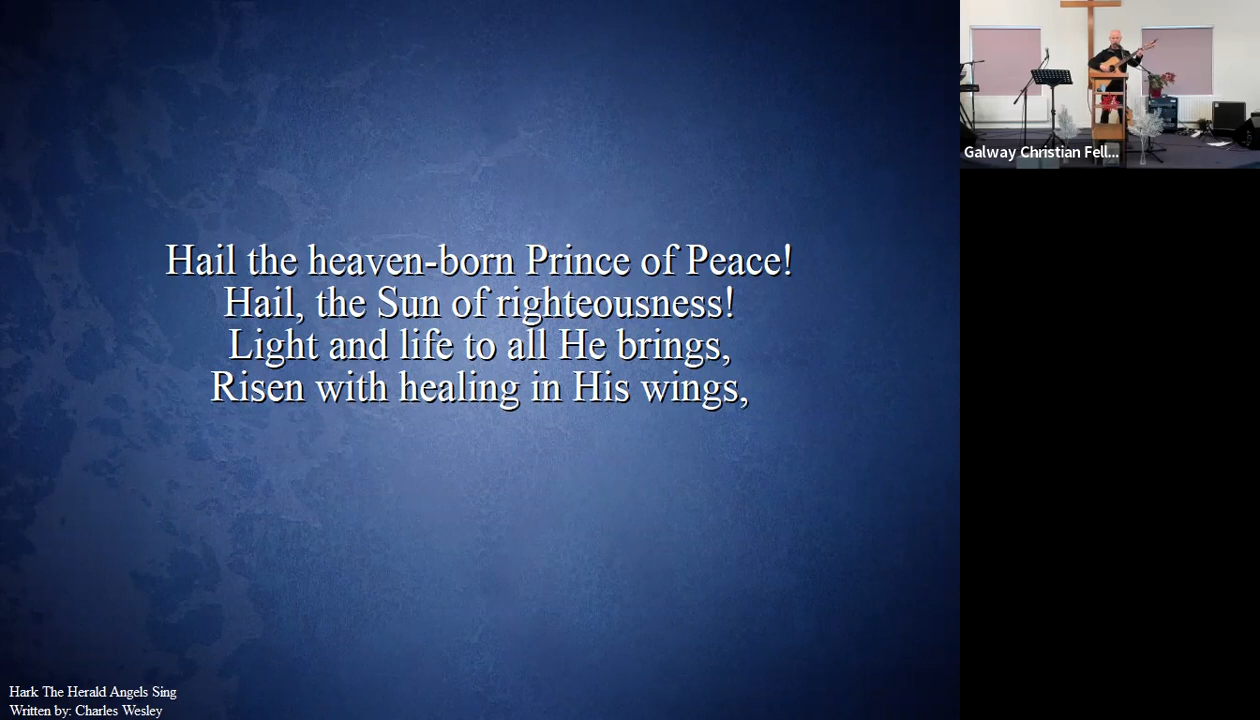 Hail the heaven-born Prince of Peace!
Hail, the Sun of righteousness!
Light and life to all He brings,
Risen with healing in His wings,
Galway Christian Fell...
Hark The Herald Angels Sing
Written by: Charles Wesley